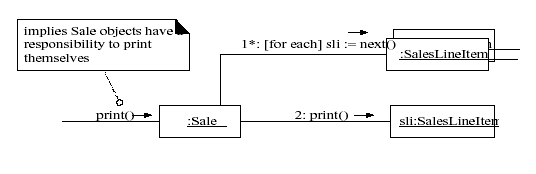 implies Sale objects have
responsibility to print
themselves
1*: [for each] sli := next()
:SalesLineItem
print()
:Sale
2: print()
sli:SalesLineItem